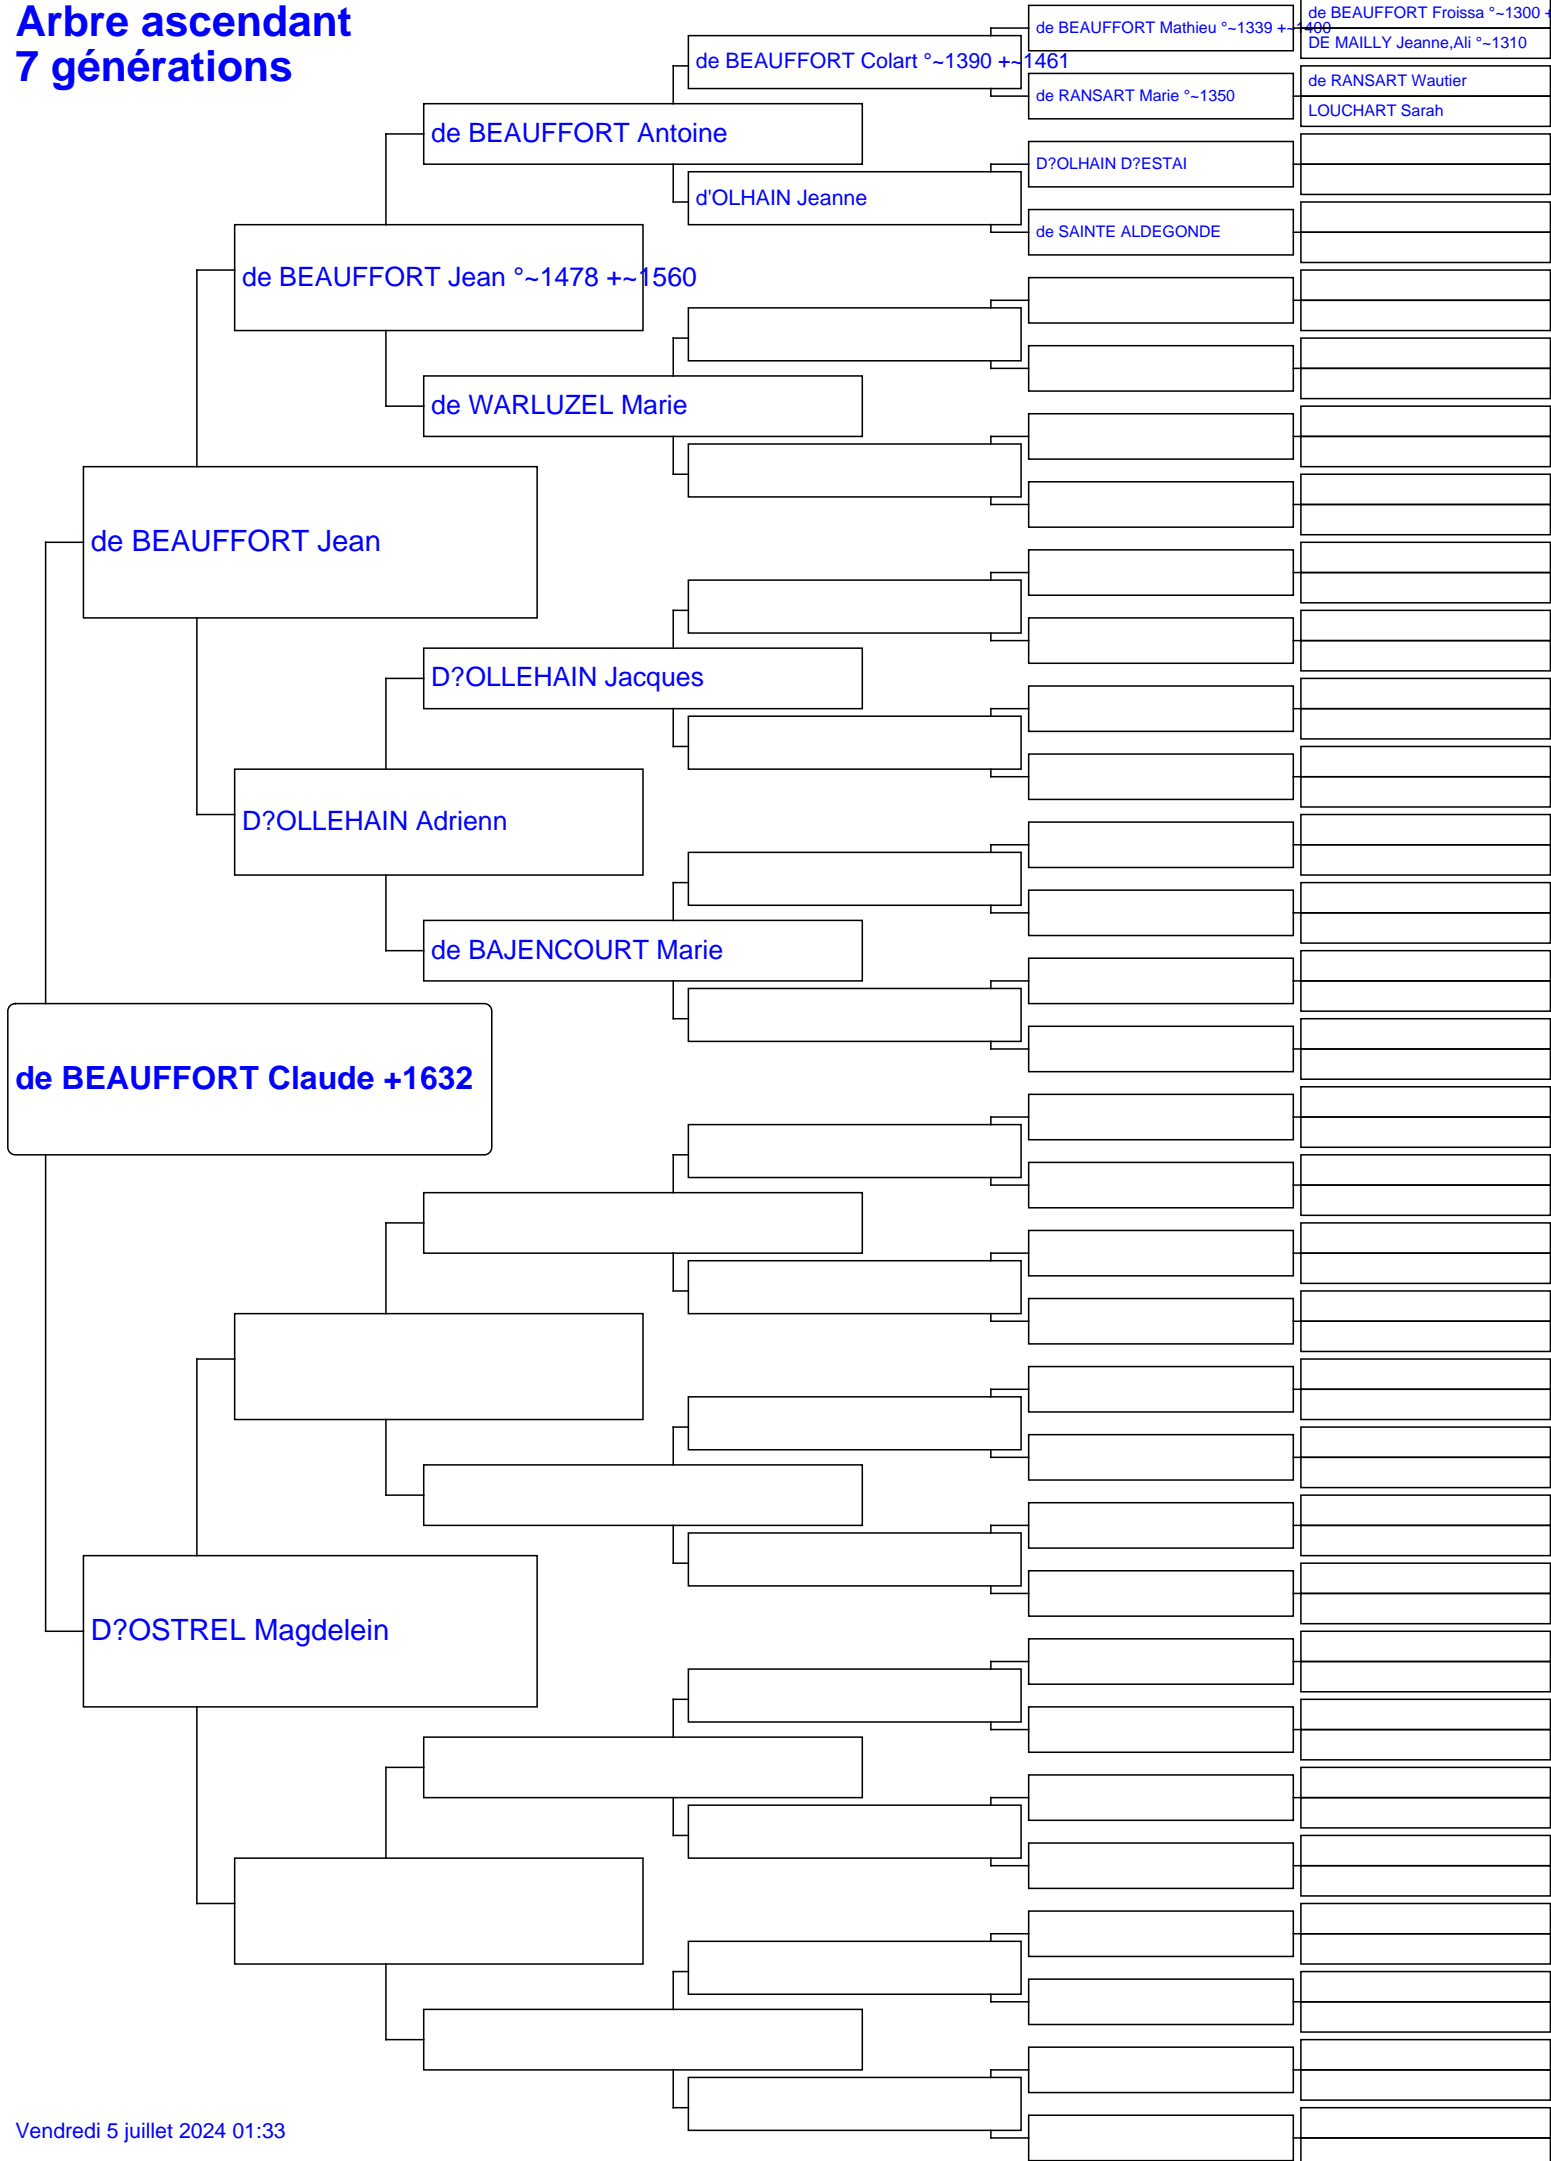 Arbre ascendant
7 générations
de BEAUFFORT Froissa °~1300 +
de BEAUFFORT Mathieu °~1339 +~1400
DE MAILLY Jeanne,Ali °~1310
de BEAUFFORT Colart °~1390 +~1461
de RANSART Wautier
de RANSART Marie °~1350
LOUCHART Sarah
de BEAUFFORT Antoine
D?OLHAIN D?ESTAI
d'OLHAIN Jeanne
de SAINTE ALDEGONDE
de BEAUFFORT Jean °~1478 +~1560
de WARLUZEL Marie
de BEAUFFORT Jean
D?OLLEHAIN Jacques
D?OLLEHAIN Adrienn
de BAJENCOURT Marie
de BEAUFFORT Claude +1632
D?OSTREL Magdelein
Vendredi 5 juillet 2024 01:33